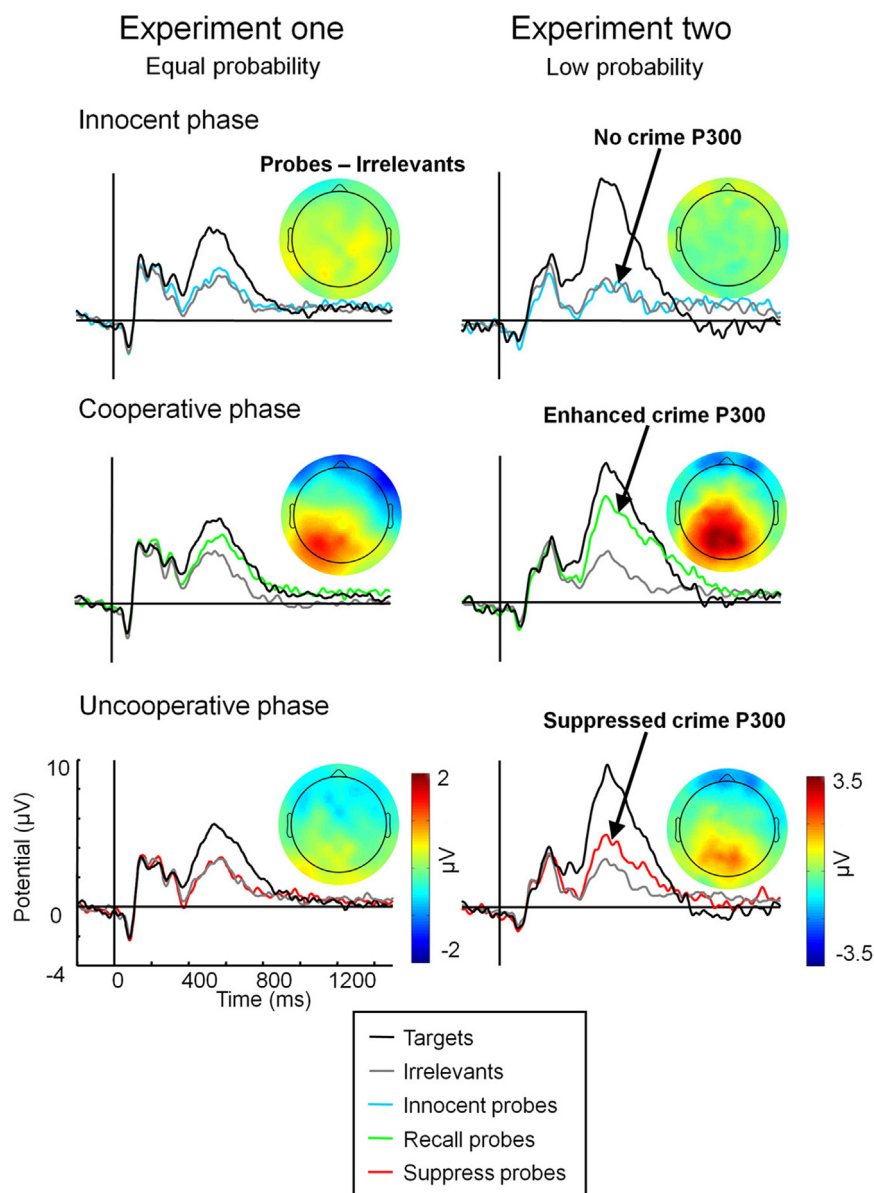 Experiment one
Equal probability
Experiment two
Low probability
Innocent phase
Probes – Irrelevants
No crime P300
Cooperative phase
Enhanced crime P300
Uncooperative phase
Suppressed crime P300
10
0
-4
Potential (μV)
0
400
800
1200
Time (ms)
2
μV
-2
3.5
μV
-3.5
Targets
Irrelevants
Innocent probes
Recall probes
Suppress probes